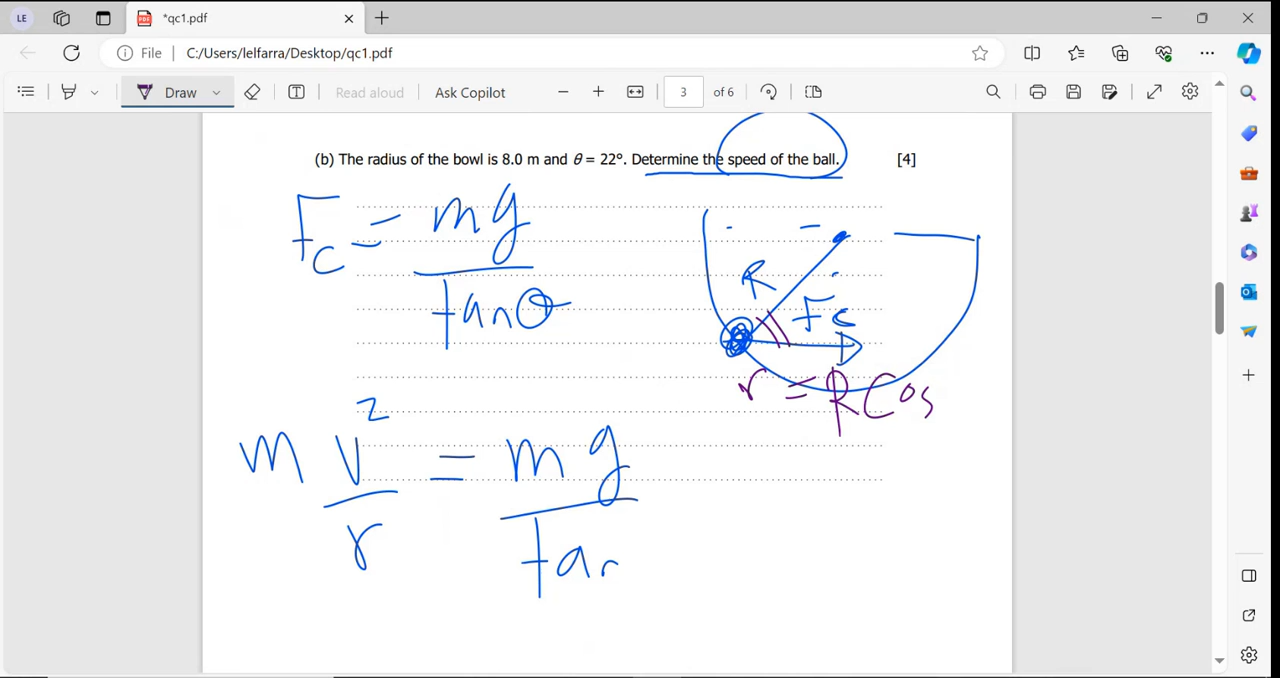 LE
*qc1.pdf
File | C:/Users/lelfarra/Desktop/qc1.pdf
Draw
Read aloud
Ask Copilot
3 of 6
(b) The radius of the bowl is 8.0 m and θ = 22°. Determine the speed of the ball. [4]
Fc = mg / tanθ
R
Fc
r = R Cos
m v² / r = mg / tan